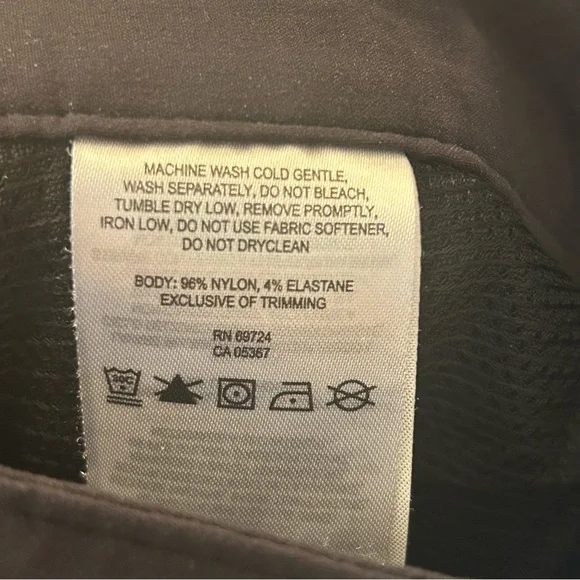 MACHINE WASH COLD GENTLE,
WASH SEPARATELY, DO NOT BLEACH,
TUMBLE DRY LOW, REMOVE PROMPTLY,
IRON LOW, DO NOT USE FABRIC SOFTENER,
DO NOT DRYCLEAN
BODY: 96% NYLON, 4% ELASTANE
EXCLUSIVE OF TRIMMING
RN 69724
CA 05367
30C